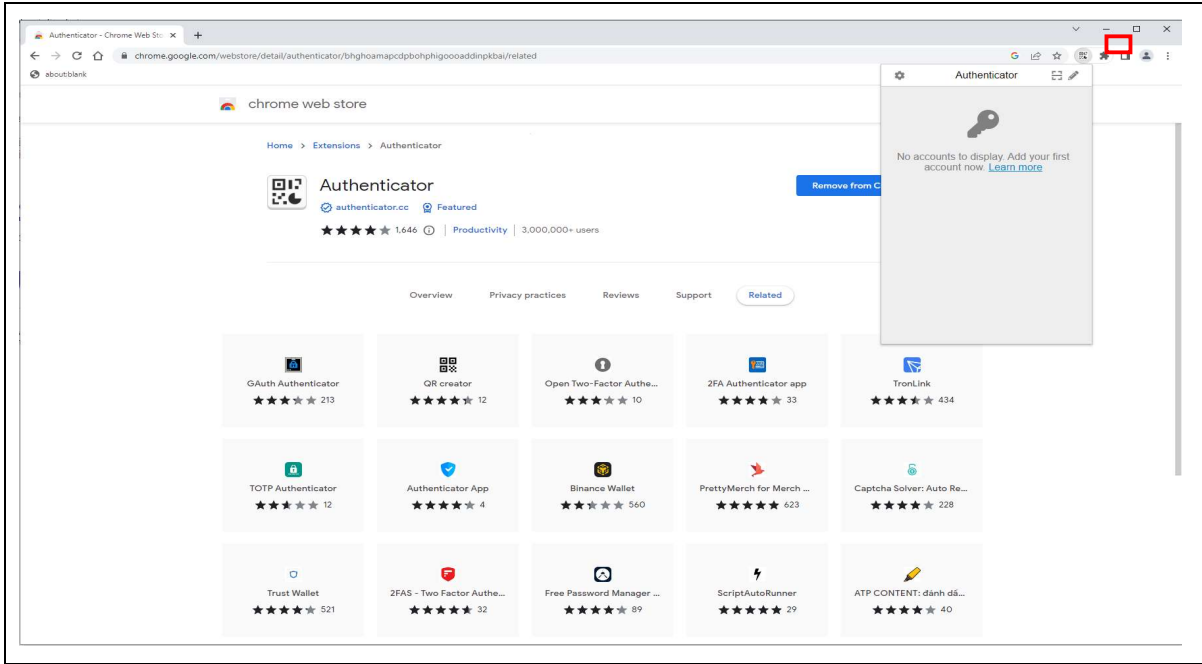 Authenticator - Chrome Web Sto
chrome.google.com/webstore/detail/authenticator/bhghoamapcdpbohphigoooaddinpkbai/related
about:blank
Authenticator
chrome web store
No accounts to display. Add your first
account now. Learn more
Home > Extensions > Authenticator
Authenticator
Remove from C
authenticator.cc Featured
1,646 | Productivity | 3,000,000+ users
Overview Privacy practices Reviews Support Related
GAuth Authenticator QR creator Open Two-Factor Authe... 2FA Authenticator app TronLink
213 12 10 33 434
TOTP Authenticator Authenticator App Binance Wallet PrettyMerch for Merch ... Captcha Solver: Auto Re...
12 4 560 623 228
Trust Wallet 2FAS - Two Factor Authe... Free Password Manager ... ScriptAutoRunner ATP CONTENT: đánh dấ...
521 32 89 29 40